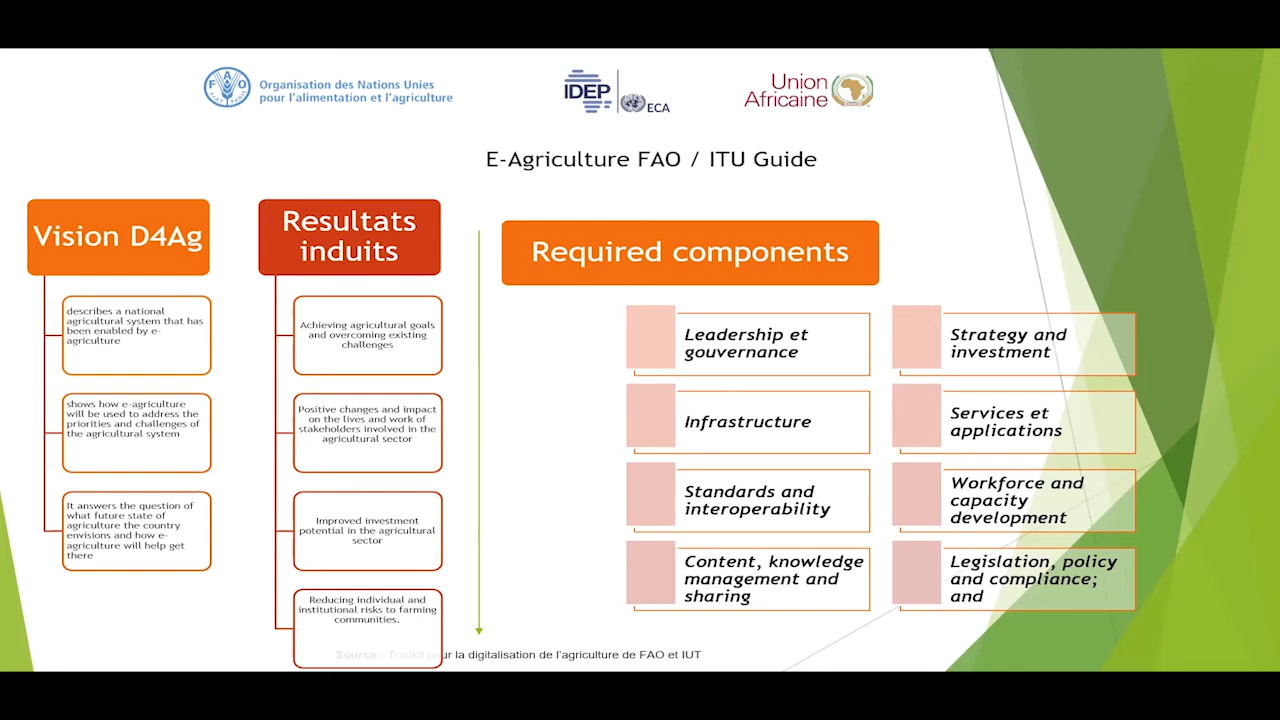 FAO
FIAT PANIS
Organisation des Nations Unies
pour l'alimentation et l'agriculture
IDEP
ECA
Union
Africaine
E-Agriculture FAO / ITU Guide
Vision D4Ag
describes a national
agricultural system that has
been enabled by e-
agriculture
shows how e-agriculture
will be used to address the
priorities and challenges of
the agricultural system
It answers the question of
what future state of
agriculture the country
envisions and how e-
agriculture will help get
there
Resultats
induits
Achieving agricultural goals
and overcoming existing
challenges
Positive changes and impact
on the lives and work of
stakeholders involved in the
agricultural sector
Improved investment
potential in the agricultural
sector
Reducing individual and
institutional risks to farming
communities.
Required components
Leadership et
gouvernance
Strategy and
investment
Infrastructure
Services et
applications
Standards and
interoperability
Workforce and
capacity
development
Content, knowledge
management and
sharing
Legislation, policy
and compliance;
and
Source : Toolkit pour la digitalisation de l'agriculture de FAO et IUT